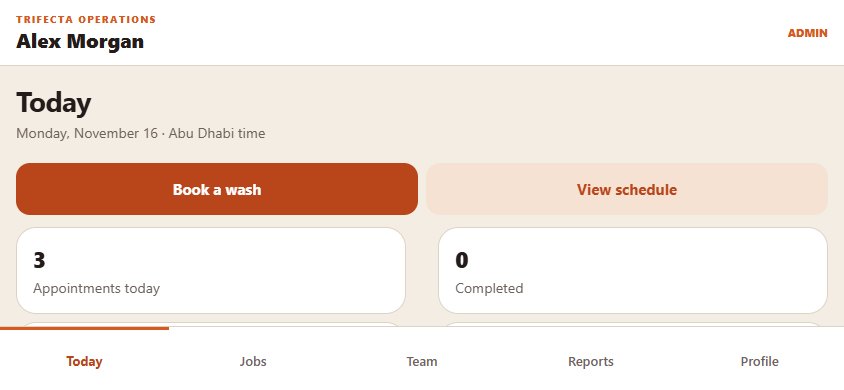 TRIFECTA OPERATIONS
Alex Morgan
ADMIN
Today
Monday, November 16 · Abu Dhabi time
Book a wash
View schedule
3
Appointments today
0
Completed
Today
Jobs
Team
Reports
Profile